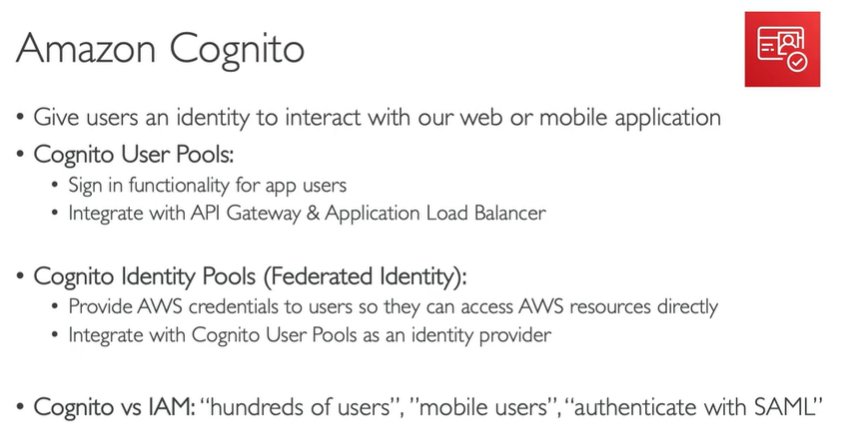 Amazon Cognito
• Give users an identity to interact with our web or mobile application
• Cognito User Pools:
• Sign in functionality for app users
• Integrate with API Gateway & Application Load Balancer
• Cognito Identity Pools (Federated Identity):
• Provide AWS credentials to users so they can access AWS resources directly
• Integrate with Cognito User Pools as an identity provider
• Cognito vs IAM: “hundreds of users”, ”mobile users”, “authenticate with SAML”